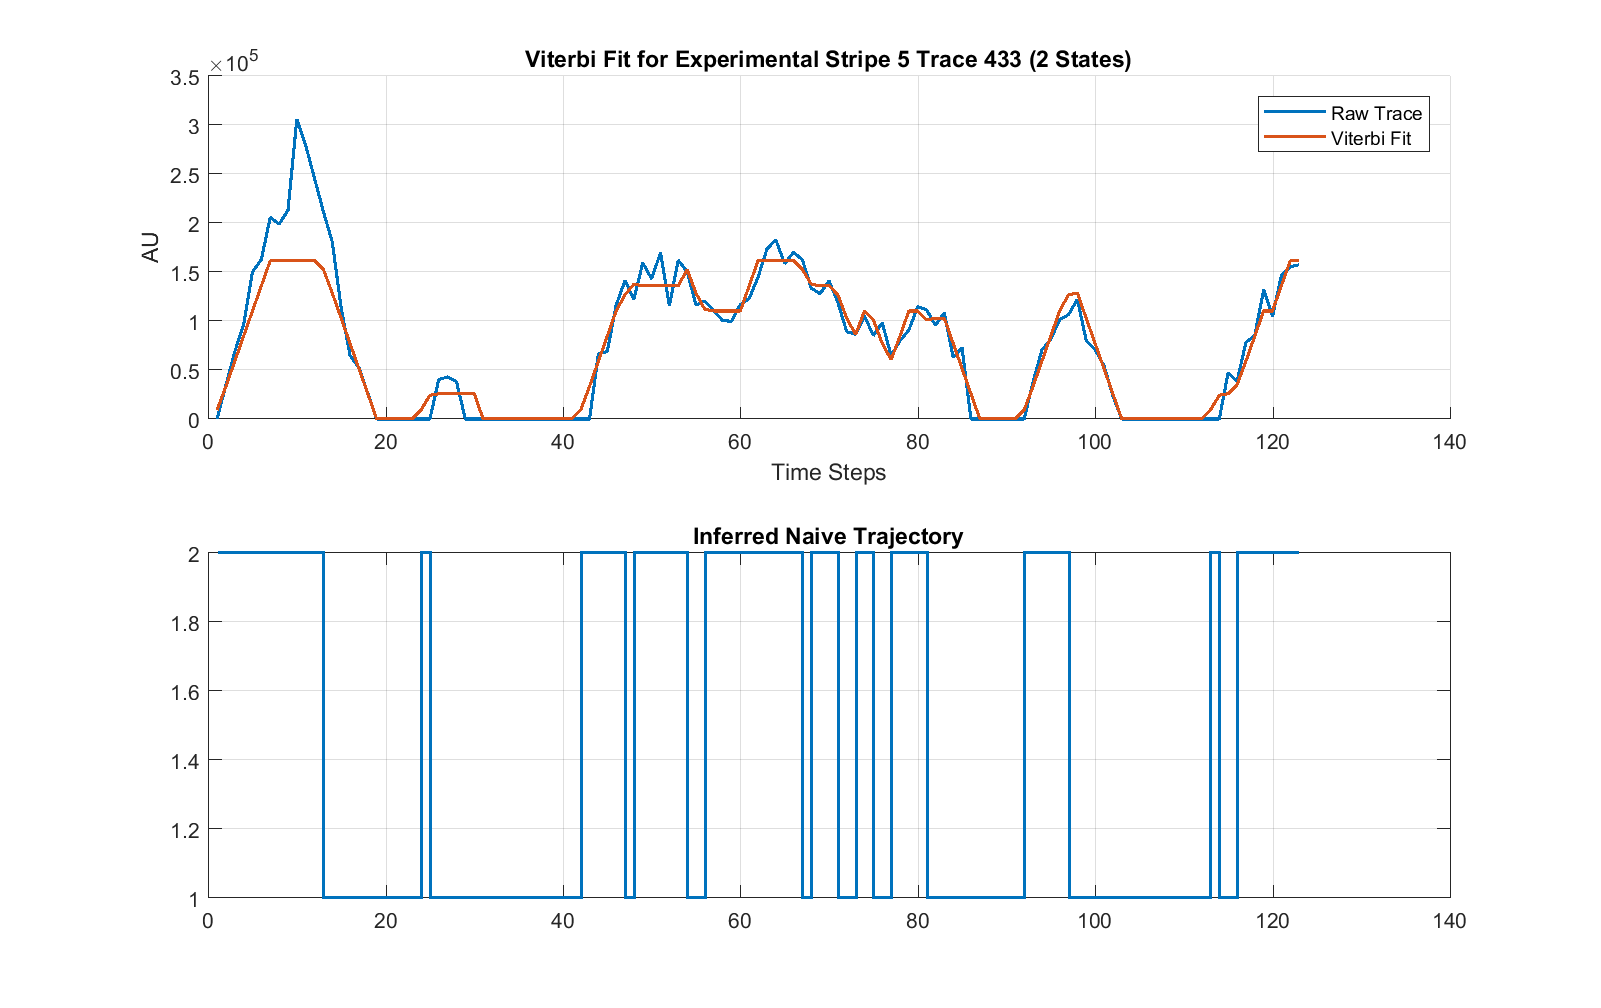 Viterbi Fit for Experimental Stripe 5 Trace 433 (2 States)
×10^5
3.5
3
2.5
2
1.5
1
0.5
0
AU
Raw Trace
Viterbi Fit
0 20 40 60 80 100 120 140
Time Steps
Inferred Naive Trajectory
2
1.8
1.6
1.4
1.2
1
0 20 40 60 80 100 120 140